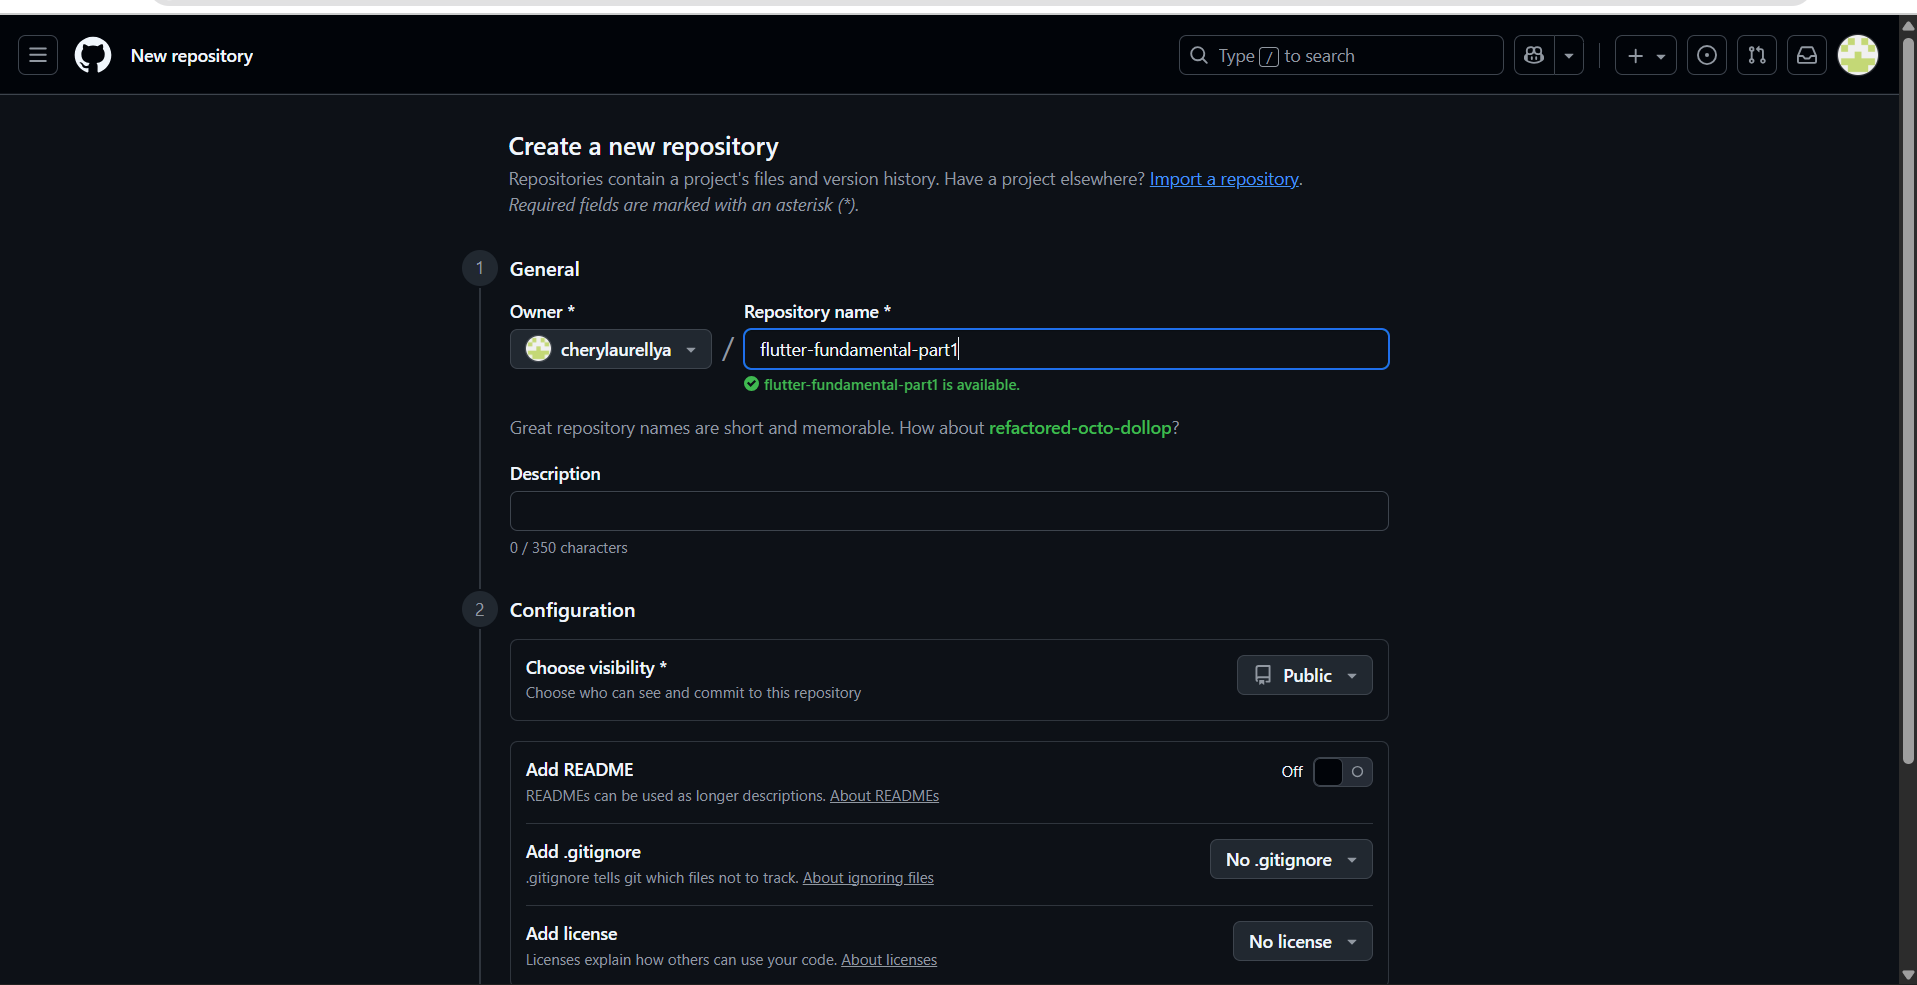 New repository
Type / to search
Create a new repository
Repositories contain a project's files and version history. Have a project elsewhere? Import a repository.
Required fields are marked with an asterisk (*).
1 General
Owner * Repository name *
cherylaurellya / flutter-fundamental-part1
flutter-fundamental-part1 is available.
Great repository names are short and memorable. How about refactored-octo-dollop?
Description
0 / 350 characters
2 Configuration
Choose visibility *
Choose who can see and commit to this repository
Public
Add README
READMEs can be used as longer descriptions. About READMEs
Off
Add .gitignore
.gitignore tells git which files not to track. About ignoring files
No .gitignore
Add license
Licenses explain how others can use your code. About licenses
No license